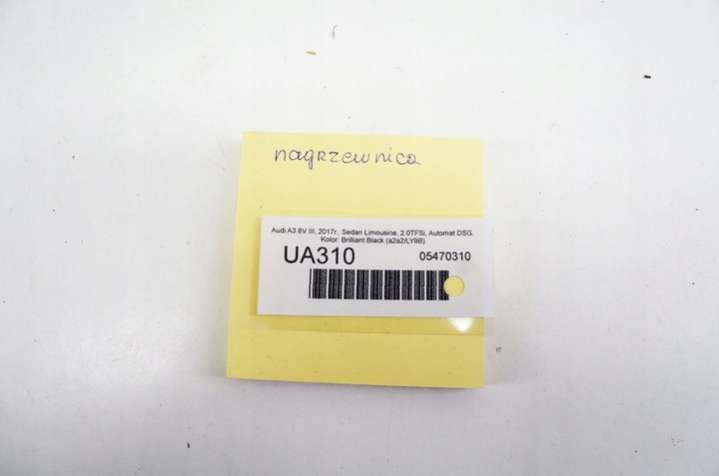 nagrzewnica
Audi A3 8V III, 2017r., Sedan Limousine, 2.0TFSi, Automat DSG,
Kolor: Brilliant Black (a2a2/LY9B)
UA310 05470310